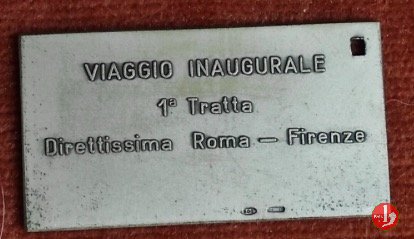 VIAGGIO INAUGURALE
1ª Tratta
Direttissima Roma – Firenze